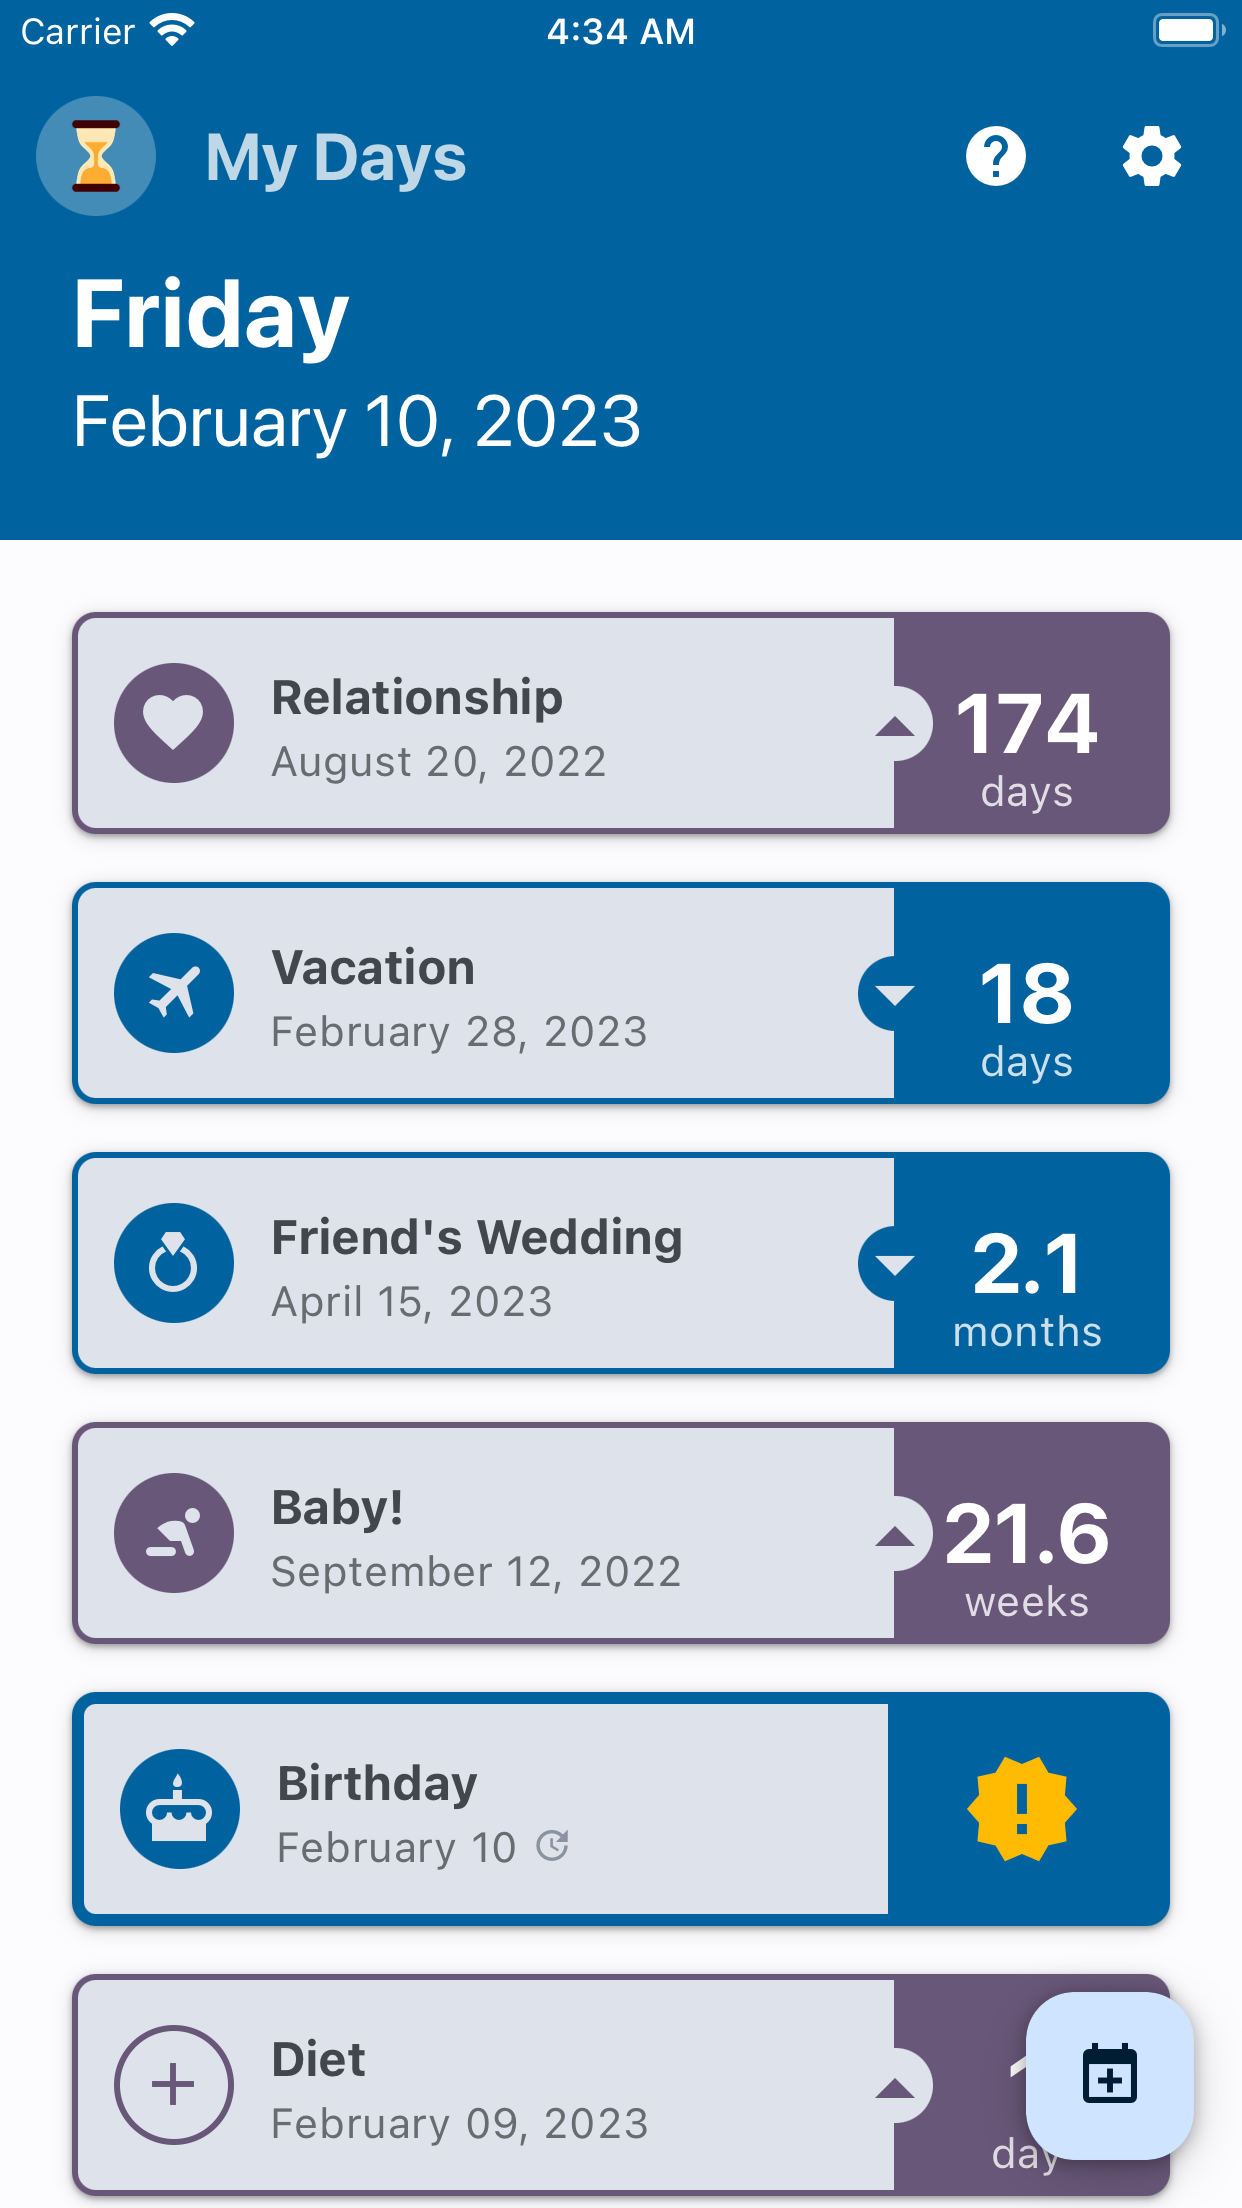 Carrier 4:34 AM
My Days
Friday
February 10, 2023
Relationship
August 20, 2022
174
days
Vacation
February 28, 2023
18
days
Friend's Wedding
April 15, 2023
2.1
months
Baby!
September 12, 2022
21.6
weeks
Birthday
February 10
Diet
February 09, 2023